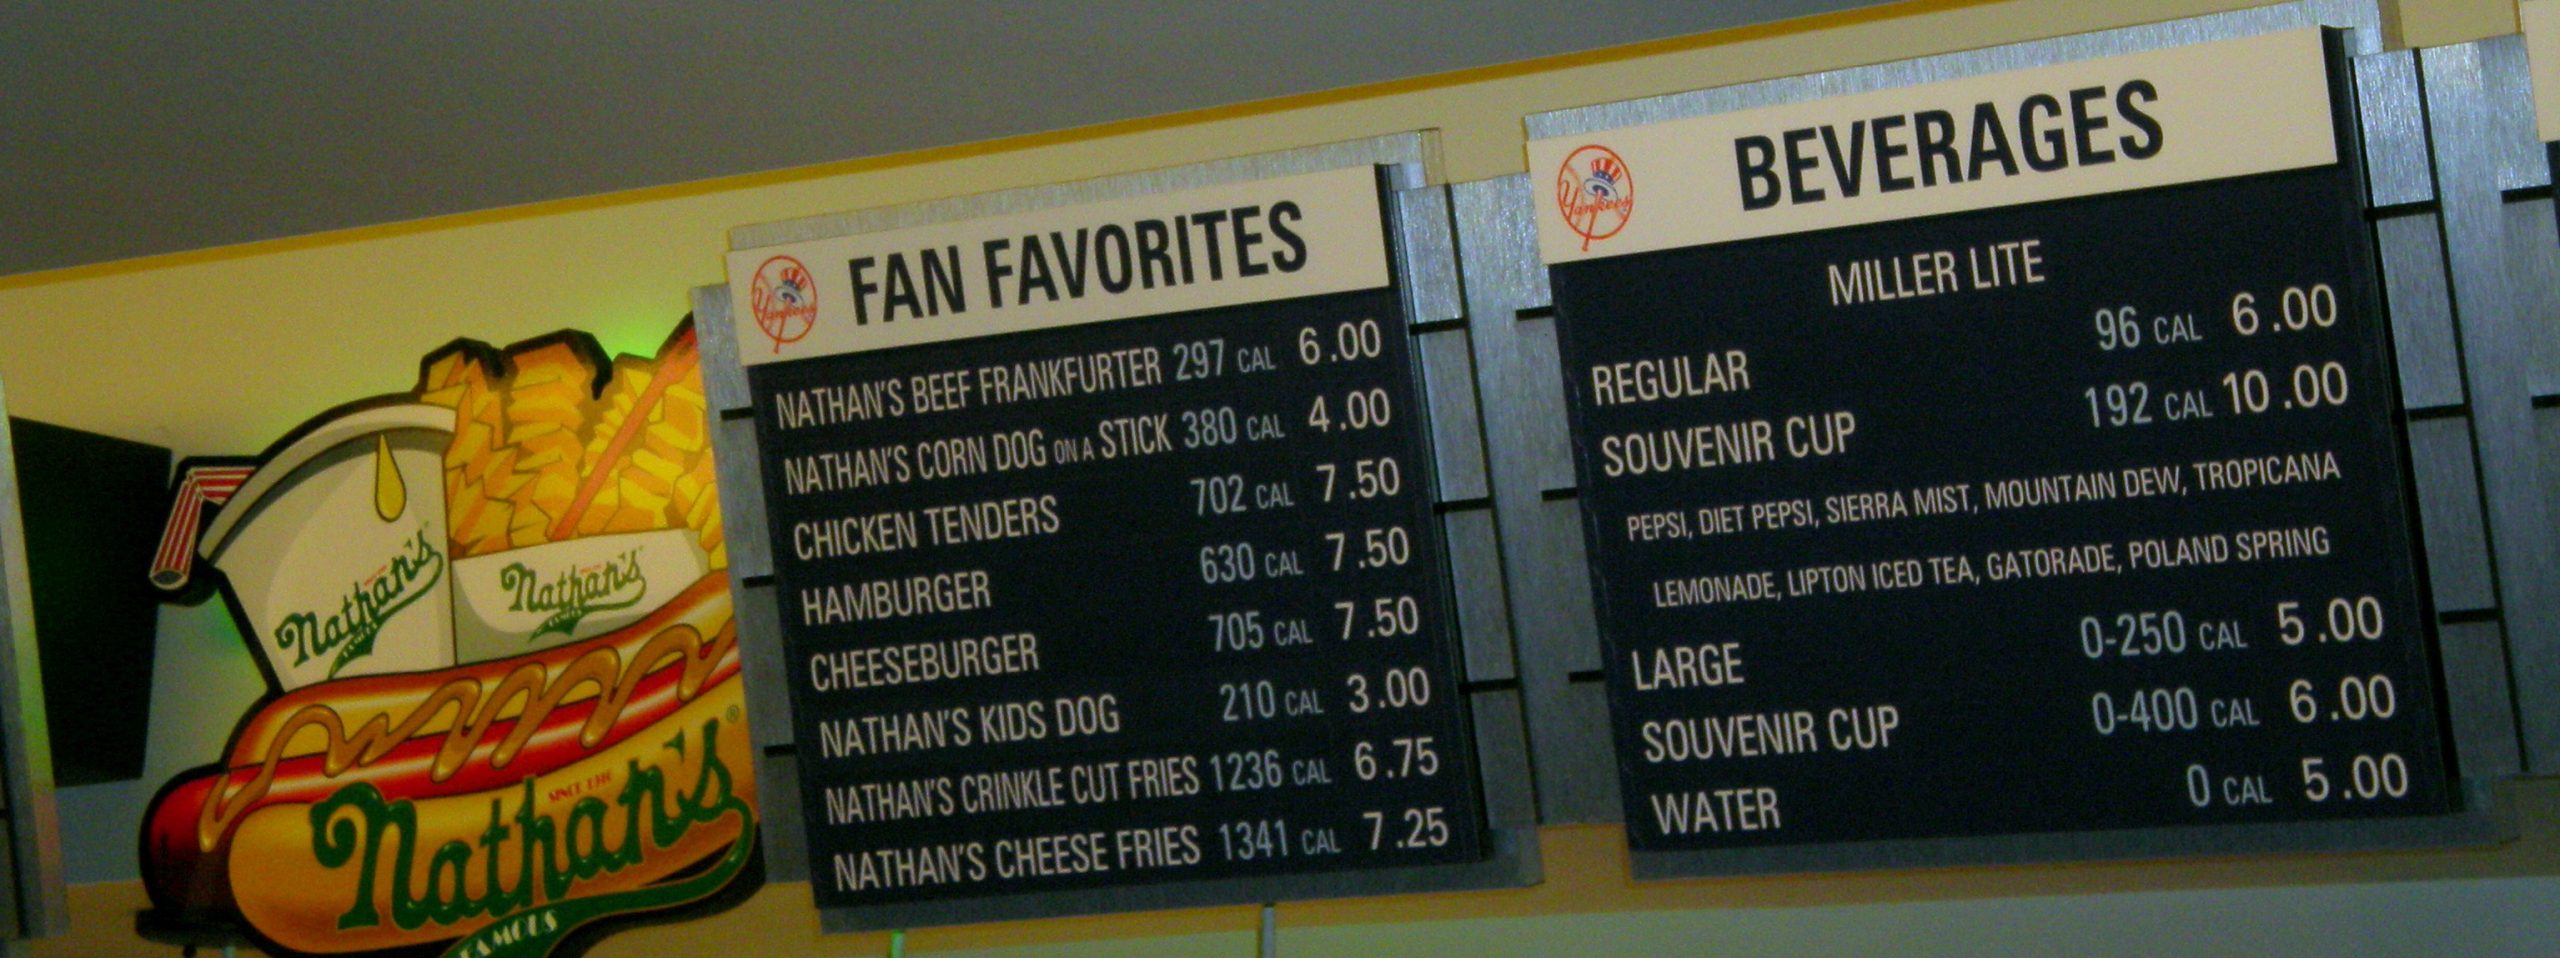 Nathan's
Nathan's
SINCE 1916
Nathan's®
FAMOUS
Yankees
FAN FAVORITES
NATHAN'S BEEF FRANKFURTER 297 CAL 6.00
NATHAN'S CORN DOG ON A STICK 380 CAL 4.00
CHICKEN TENDERS 702 CAL 7.50
HAMBURGER 630 CAL 7.50
CHEESEBURGER 705 CAL 7.50
NATHAN'S KIDS DOG 210 CAL 3.00
NATHAN'S CRINKLE CUT FRIES 1236 CAL 6.75
NATHAN'S CHEESE FRIES 1341 CAL 7.25
Yankees
BEVERAGES
MILLER LITE
REGULAR 96 CAL 6.00
SOUVENIR CUP 192 CAL 10.00
PEPSI, DIET PEPSI, SIERRA MIST, MOUNTAIN DEW, TROPICANA
LEMONADE, LIPTON ICED TEA, GATORADE, POLAND SPRING
LARGE 0-250 CAL 5.00
SOUVENIR CUP 0-400 CAL 6.00
WATER 0 CAL 5.00